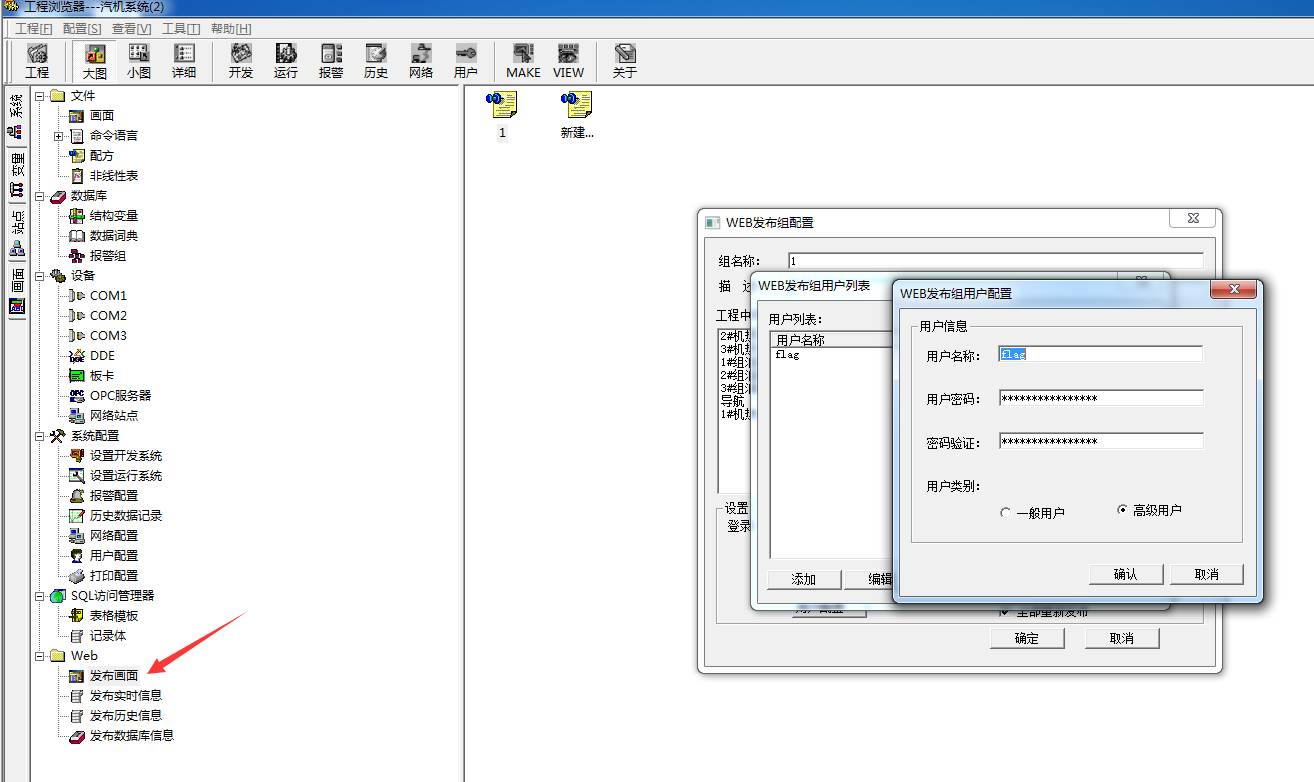 工程浏览器---汽机系统(2)
工程[F] 配置[S] 查看[V] 工具[T] 帮助[H]
工程 大图 小图 详细 开发 运行 报警 历史 网络 用户 MAKE VIEW 关于
系统
变量
站点
画面
文件
画面
命令语言
配方
非线性表
数据库
结构变量
数据词典
报警组
设备
COM1
COM2
COM3
DDE
板卡
OPC服务器
网络站点
系统配置
设置开发系统
设置运行系统
报警配置
历史数据记录
网络配置
用户配置
打印配置
SQL访问管理器
表格模板
记录体
Web
发布画面
发布实时信息
发布历史信息
发布数据库信息
1
新建...
WEB发布组配置
组名称: 1
描
工程中
2#机
3#机
1#组
2#组
3#组
导航
1#机
设置
登录
全部重新发布
确定 取消
WEB发布组用户列表
用户列表:
用户名称
flag
添加 编辑
WEB发布组用户配置
用户信息
用户名称: flag
用户密码: ****************
密码验证: ****************
用户类别:
一般用户 高级用户
确认 取消